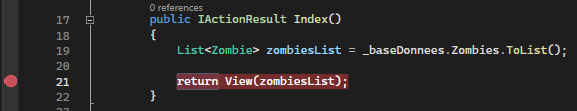 0 references
17 public IActionResult Index()
18 {
19 List<Zombie> zombiesList = _baseDonnees.Zombies.ToList();
20
21 return View(zombiesList);
22 }